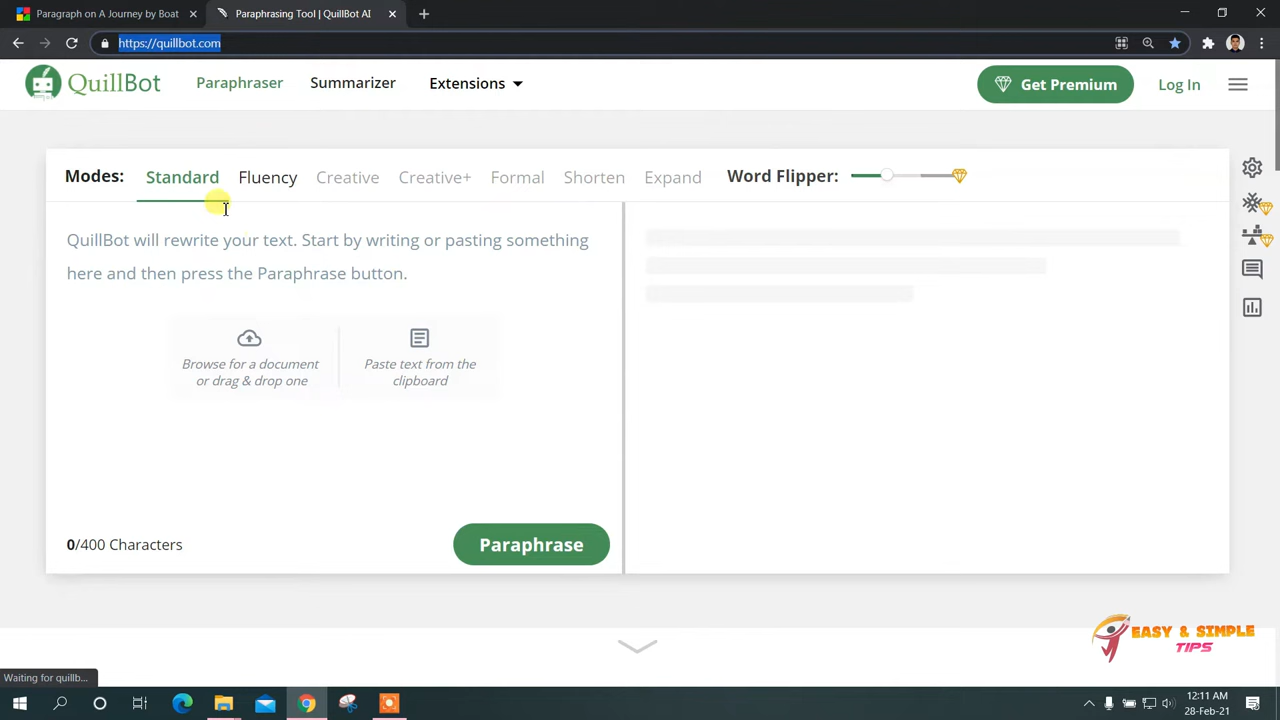 Paragraph on A Journey by Boat
Paraphrasing Tool | QuillBot AI
https://quillbot.com
QuillBot
Paraphraser
Summarizer
Extensions
Get Premium
Log In
Modes:
Standard
Fluency
Creative
Creative+
Formal
Shorten
Expand
Word Flipper:
QuillBot will rewrite your text. Start by writing or pasting something
here and then press the Paraphrase button.
Browse for a document
or drag & drop one
Paste text from the
clipboard
0/400 Characters
Paraphrase
EASY & SIMPLE
TIPS
Waiting for quillb...
12:11 AM
28-Feb-21